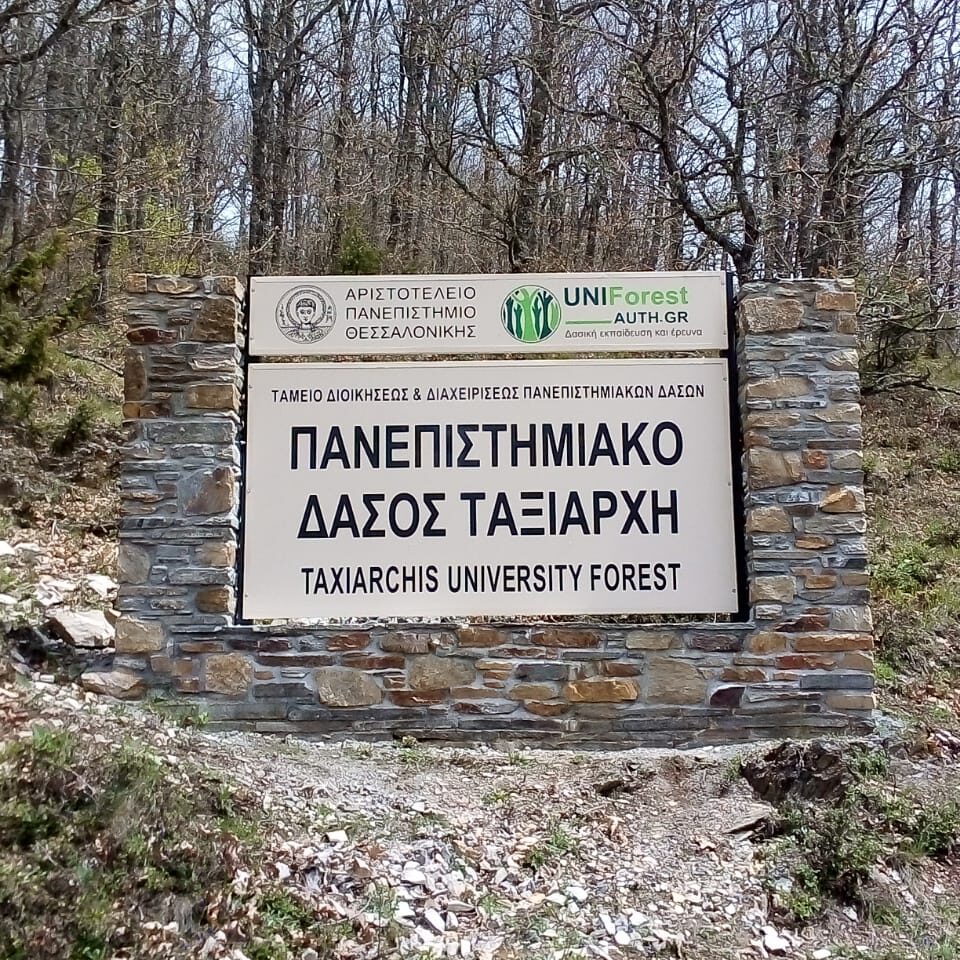 ΑΡΙΣΤΟΤΕΛΕΙΟ
ΠΑΝΕΠΙΣΤΗΜΙΟ
ΘΕΣΣΑΛΟΝΙΚΗΣ
UNIForest
AUTH.GR
Δασική εκπαίδευση και έρευνα
ΤΑΜΕΙΟ ΔΙΟΙΚΗΣΕΩΣ & ΔΙΑΧΕΙΡΙΣΕΩΣ ΠΑΝΕΠΙΣΤΗΜΙΑΚΩΝ ΔΑΣΩΝ
ΠΑΝΕΠΙΣΤΗΜΙΑΚΟ
ΔΑΣΟΣ ΤΑΞΙΑΡΧΗ
TAXIARCHIS UNIVERSITY FOREST